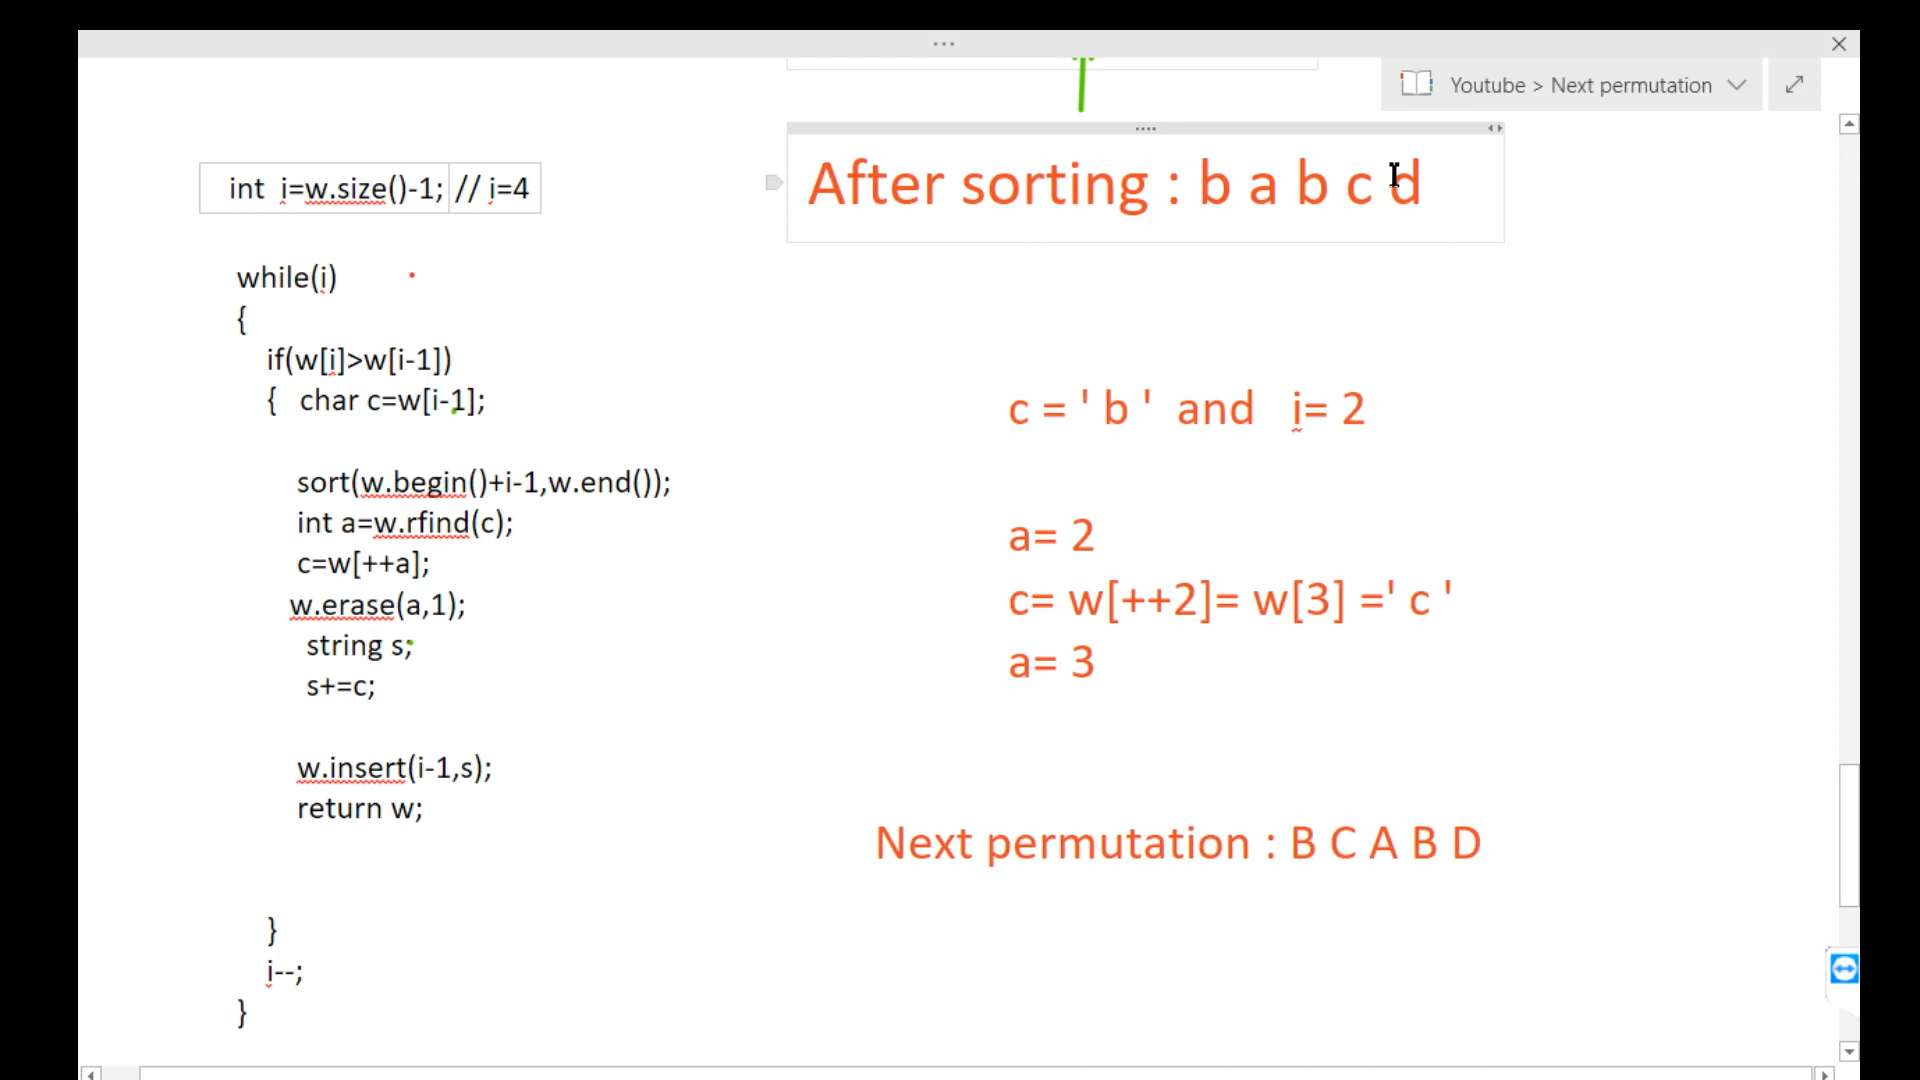 Youtube > Next permutation
After sorting : b a b c d
int i=w.size()-1; // i=4
while(i)
{
if(w[i]>w[i-1])
{ char c=w[i-1];
sort(w.begin()+i-1,w.end());
int a=w.rfind(c);
c=w[++a];
w.erase(a,1);
string s;
s+=c;
w.insert(i-1,s);
return w;
}
i--;
}
c = ' b ' and i= 2
a= 2
c= w[++2]= w[3] =' c '
a= 3
Next permutation : B C A B D